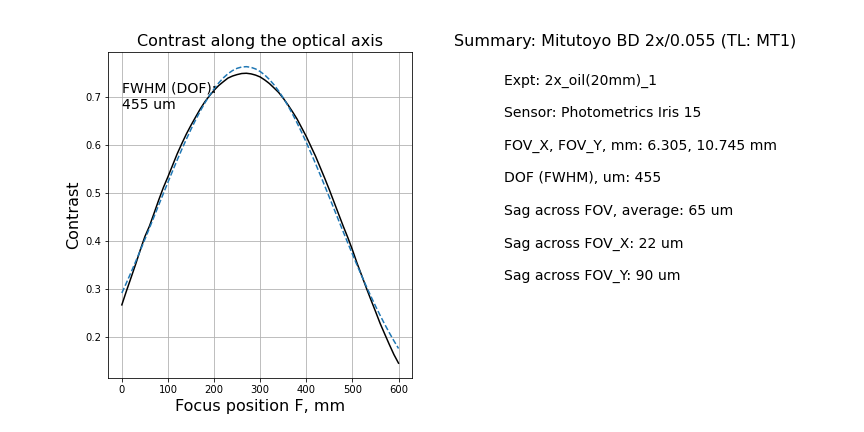 Contrast along the optical axis
FWHM (DOF):
455 um
0.7
0.6
0.5
0.4
0.3
0.2
Contrast
0 100 200 300 400 500 600
Focus position F, mm
Summary: Mitutoyo BD 2x/0.055 (TL: MT1)
Expt: 2x_oil(20mm)_1
Sensor: Photometrics Iris 15
FOV_X, FOV_Y, mm: 6.305, 10.745 mm
DOF (FWHM), um: 455
Sag across FOV, average: 65 um
Sag across FOV_X: 22 um
Sag across FOV_Y: 90 um